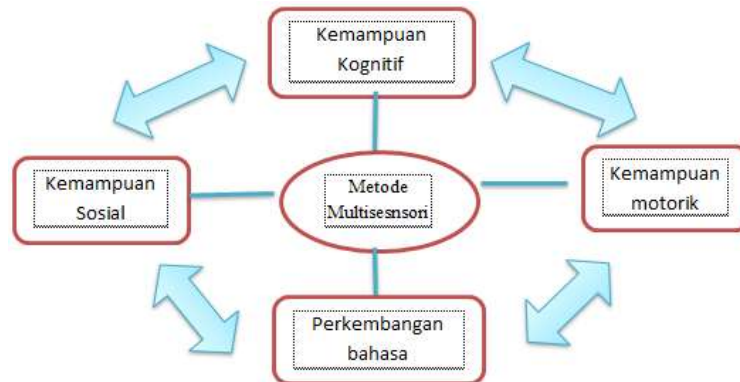 Kemampuan
Kognitif
Kemampuan
Sosial
Metode
Multisesnsori
Kemampuan
motorik
Perkembangan
bahasa